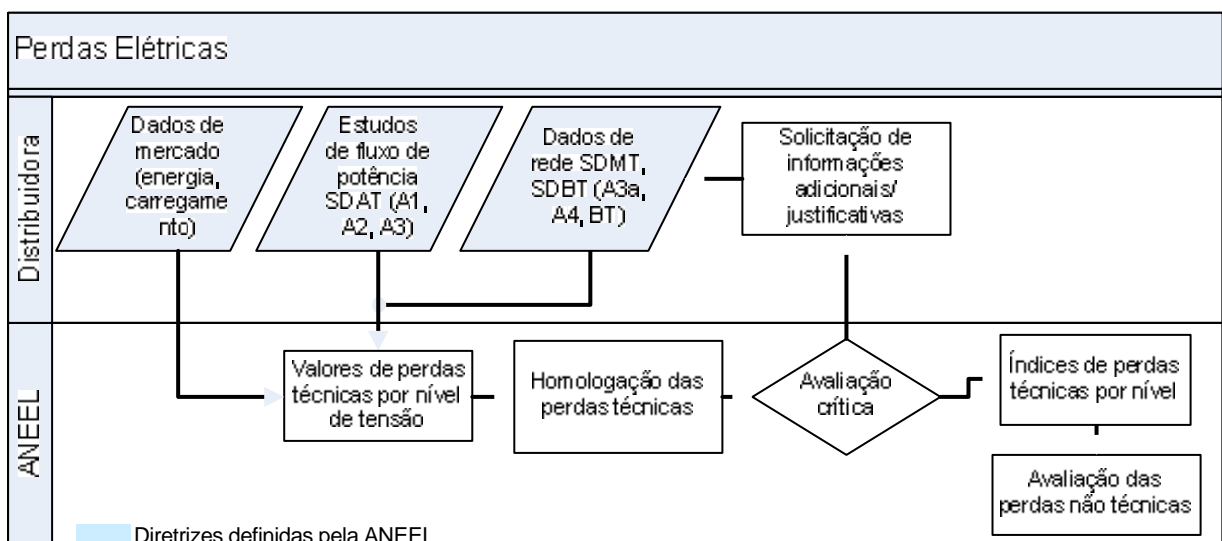 Perdas Elétricas
Distribuidora
Dados de
mercado
(energia,
carregame
nto)
Estudos
de fluxo de
potência
SDAT (A1,
A2, A3)
Dados de
rede SDMT,
SDBT (A3a,
A4, BT)
Solicitação de
informações
adicionais/
justificativas
ANEEL
Valores de perdas
técnicas por nível
de tensão
Homologação das
perdas técnicas
Avaliação
crítica
Índices de perdas
técnicas por nível
Avaliação das
perdas não técnicas
Diretrizes definidas pela ANEEL